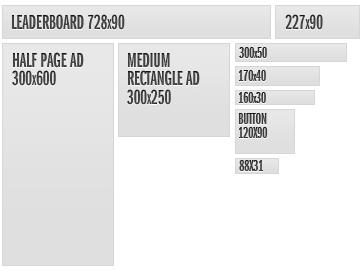 LEADERBOARD 728x90
227x90
HALF PAGE AD
300x600
MEDIUM
RECTANGLE AD
300x250
300x50
170x40
160x30
BUTTON
120X90
88X31